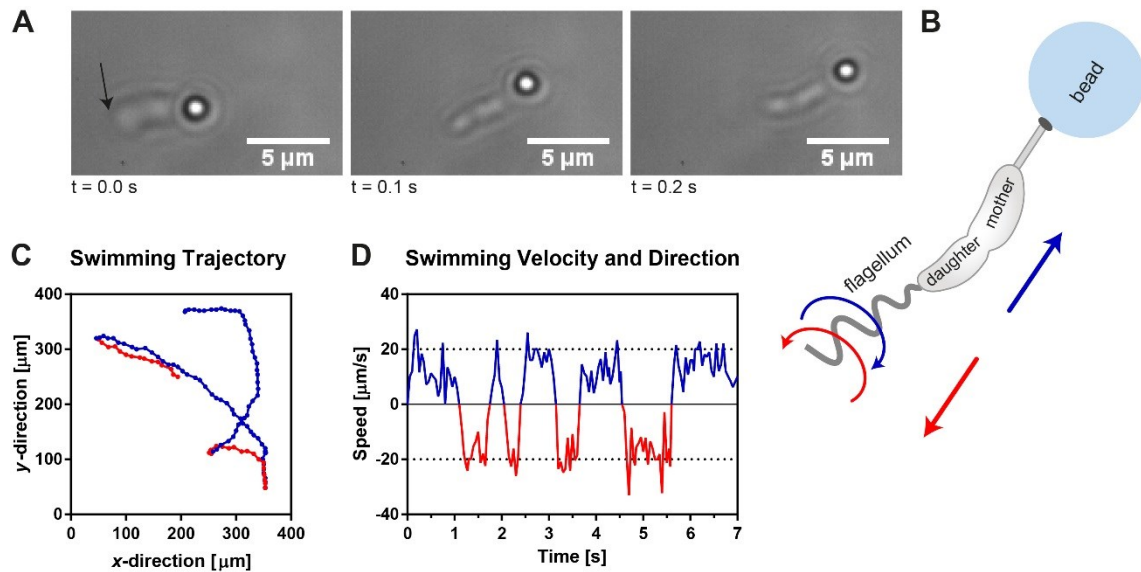 A
5 µm
5 µm
5 µm
t = 0.0 s
t = 0.1 s
t = 0.2 s
B
bead
mother
daughter
flagellum
C
Swimming Trajectory
400
300
200
100
0
y-direction [µm]
0
100
200
300
400
x-direction [µm]
D
Swimming Velocity and Direction
40
20
0
-20
-40
Speed [µm/s]
0
1
2
3
4
5
6
7
Time [s]